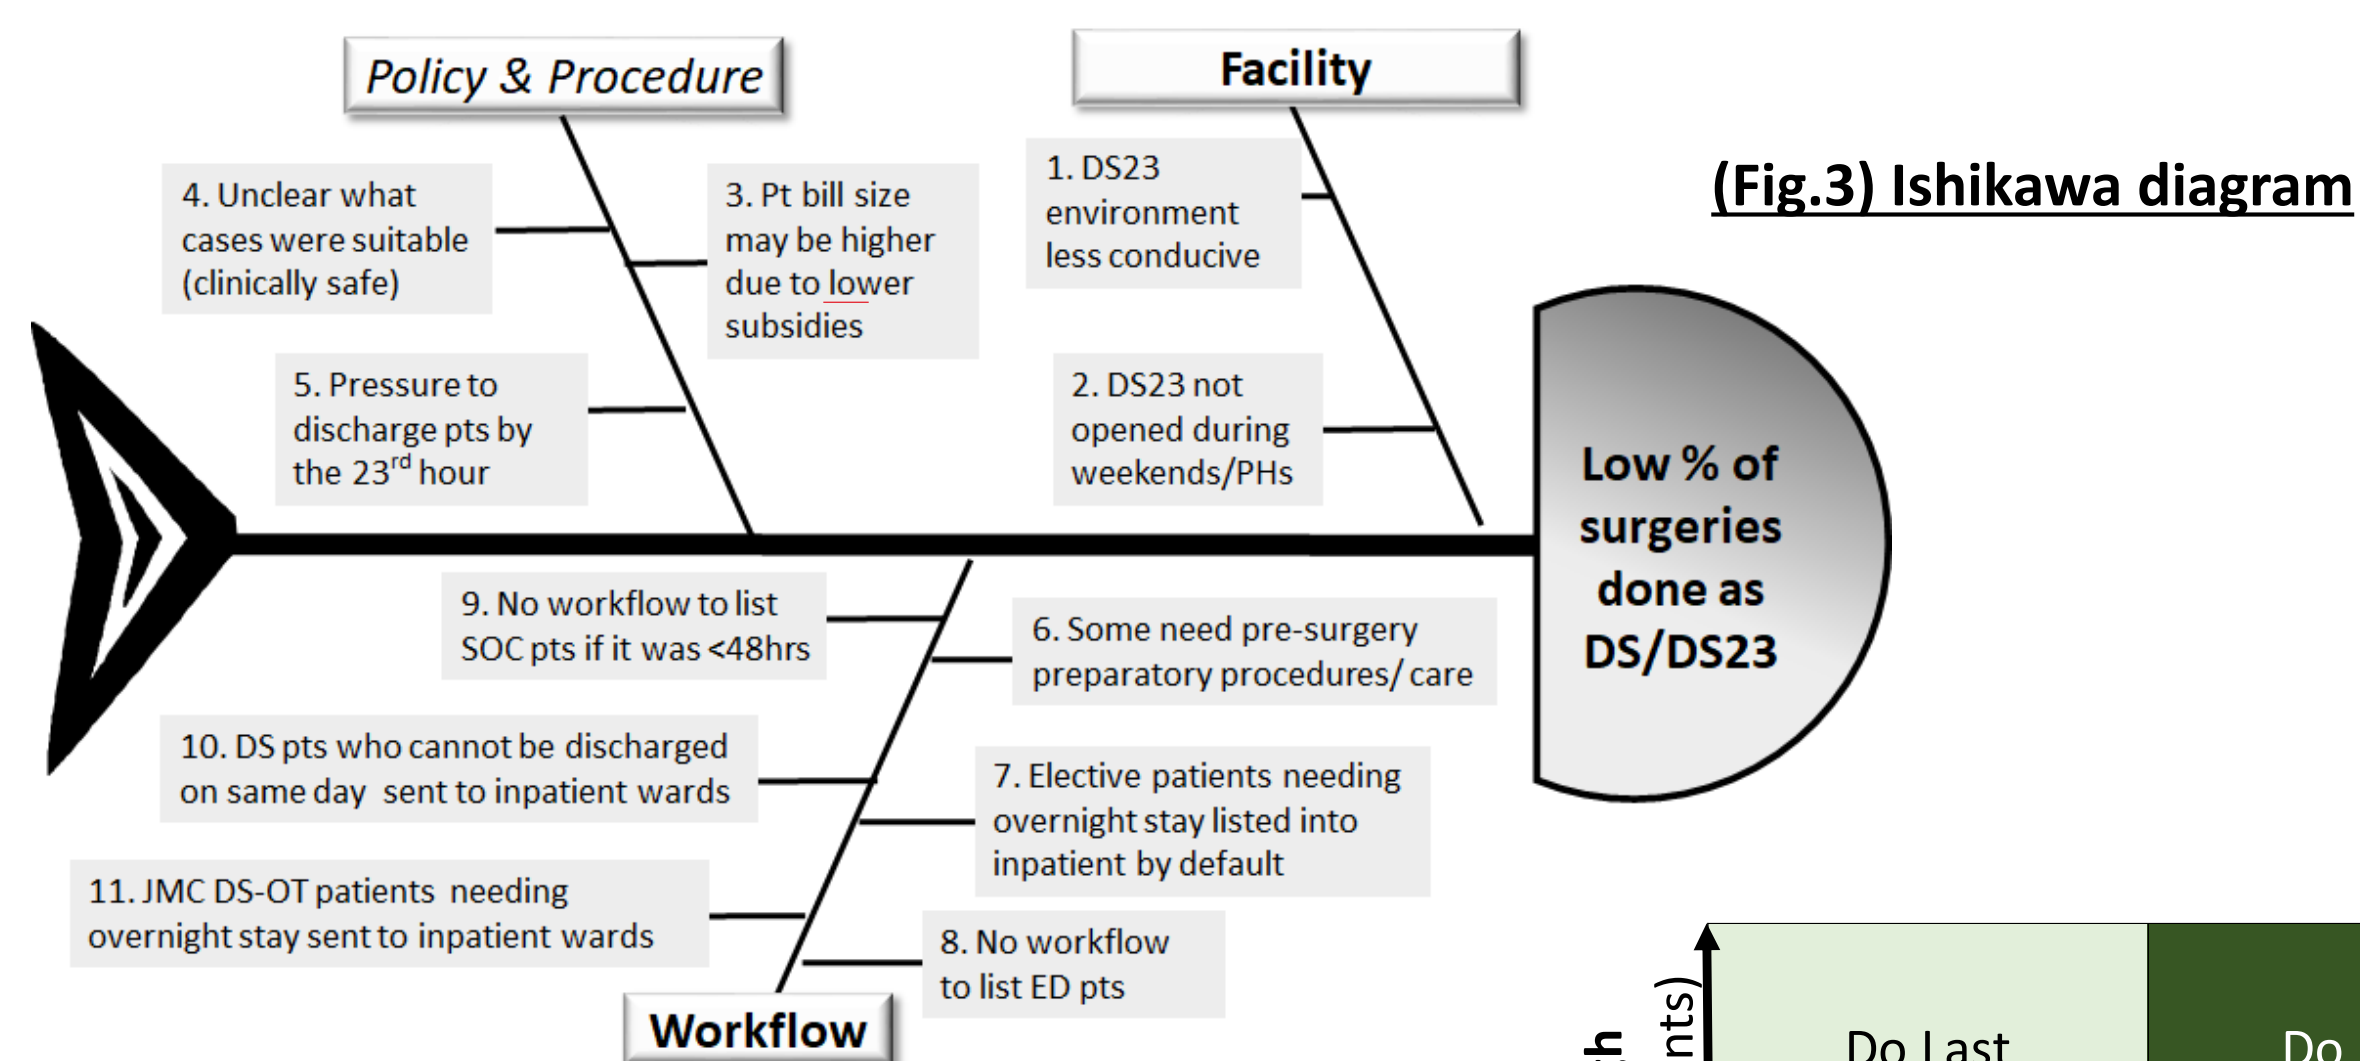 Policy & Procedure
Facility
(Fig.3) Ishikawa diagram
4. Unclear what
cases were suitable
(clinically safe)
3. Pt bill size
may be higher
due to lower
subsidies
5. Pressure to
discharge pts by
the 23rd hour
1. DS23
environment
less conducive
2. DS23 not
opened during
weekends/PHs
Low % of
surgeries
done as
DS/DS23
9. No workflow to list
SOC pts if it was <48hrs
6. Some need pre-surgery
preparatory procedures/ care
10. DS pts who cannot be discharged
on same day sent to inpatient wards
7. Elective patients needing
overnight stay listed into
inpatient by default
11. JMC DS-OT patients needing
overnight stay sent to inpatient wards
8. No workflow
to list ED pts
Workflow
Do Last
Do